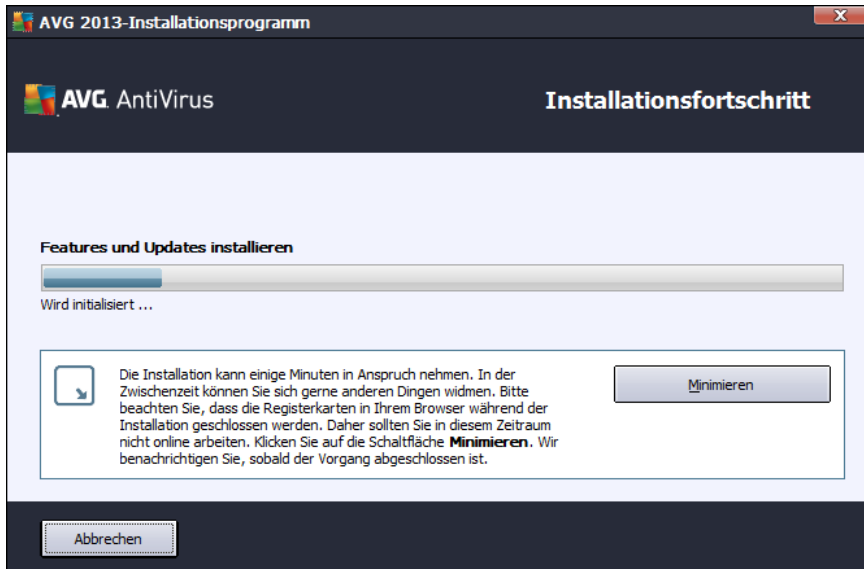 AVG 2013-Installationsprogramm
AVG. AntiVirus
Installationsfortschritt
Features und Updates installieren
Wird initialisiert ...
Die Installation kann einige Minuten in Anspruch nehmen. In der
Zwischenzeit können Sie sich gerne anderen Dingen widmen. Bitte
beachten Sie, dass die Registerkarten in Ihrem Browser während der
Installation geschlossen werden. Daher sollten Sie in diesem Zeitraum
nicht online arbeiten. Klicken Sie auf die Schaltfläche Minimieren. Wir
benachrichtigen Sie, sobald der Vorgang abgeschlossen ist.
Minimieren
Abbrechen